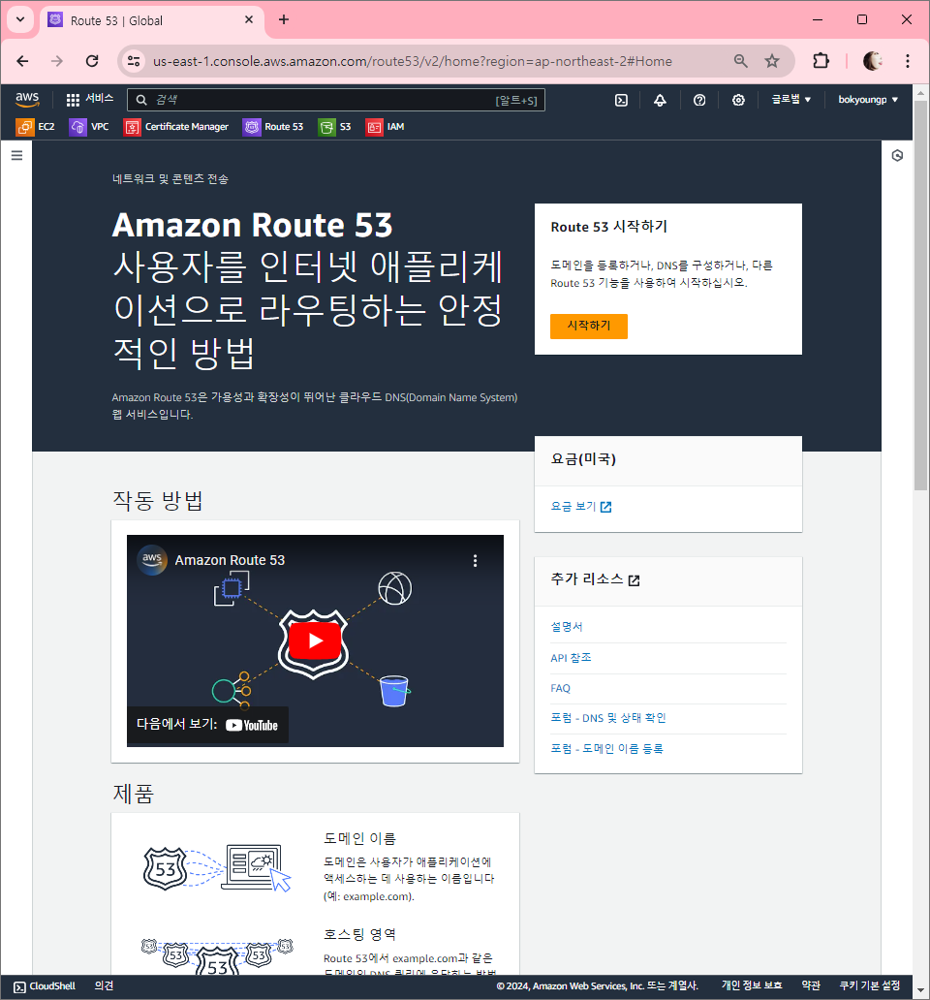 Route 53 | Global
us-east-1.console.aws.amazon.com/route53/v2/home?region=ap-northeast-2#Home
aws
서비스
검색
[알트+S]
글로벌
bokyoungp
EC2
VPC
Certificate Manager
Route 53
S3
IAM
네트워크 및 콘텐츠 전송
Amazon Route 53
사용자를 인터넷 애플리케
이션으로 라우팅하는 안정
적인 방법
Amazon Route 53은 가용성과 확장성이 뛰어난 클라우드 DNS(Domain Name System)
웹 서비스입니다.
Route 53 시작하기
도메인을 등록하거나, DNS를 구성하거나, 다른
Route 53 기능을 사용하여 시작하십시오.
시작하기
요금(미국)
요금 보기
추가 리소스
설명서
API 참조
FAQ
포럼 - DNS 및 상태 확인
포럼 - 도메인 이름 등록
작동 방법
aws
Amazon Route 53
다음에서 보기:
YouTube
제품
53
도메인 이름
도메인은 사용자가 애플리케이션에
액세스하는 데 사용하는 이름입니다
(예: example.com).
53
53
53
53
53
호스팅 영역
Route 53에서 example.com과 같은
도메인의 DNS 쿼리에 응답하는 방법
CloudShell
의견
© 2024, Amazon Web Services, Inc. 또는 계열사.
개인 정보 보호
약관
쿠키 기본 설정